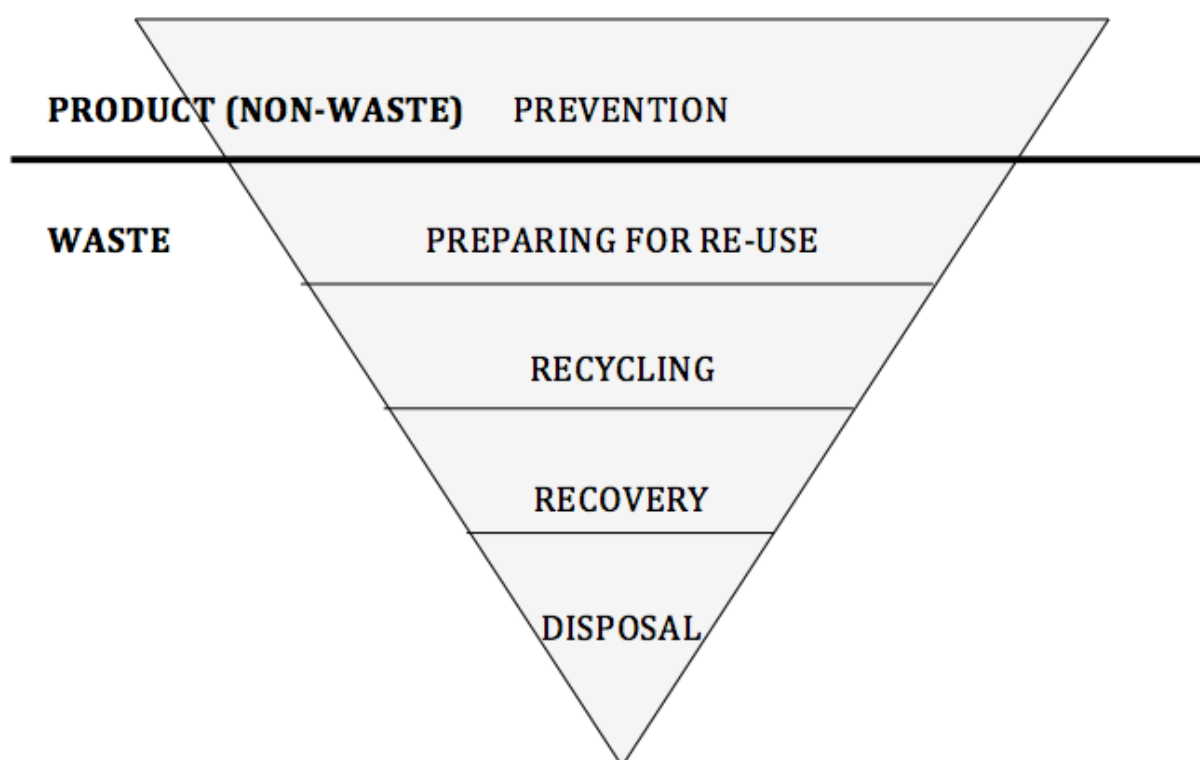 PRODUCT (NON-WASTE) PREVENTION
WASTE PREPARING FOR RE-USE
RECYCLING
RECOVERY
DISPOSAL